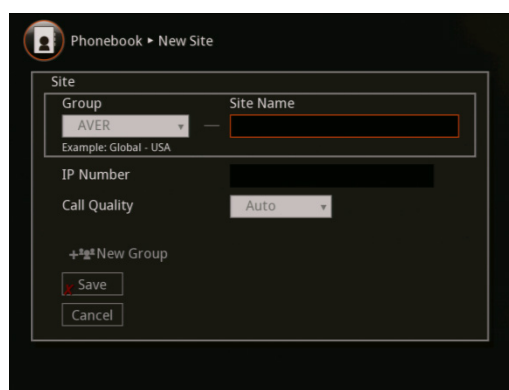 Phonebook ▸ New Site
Site
Group Site Name
AVER —
Example: Global - USA
IP Number
Call Quality Auto
New Group
Save
Cancel